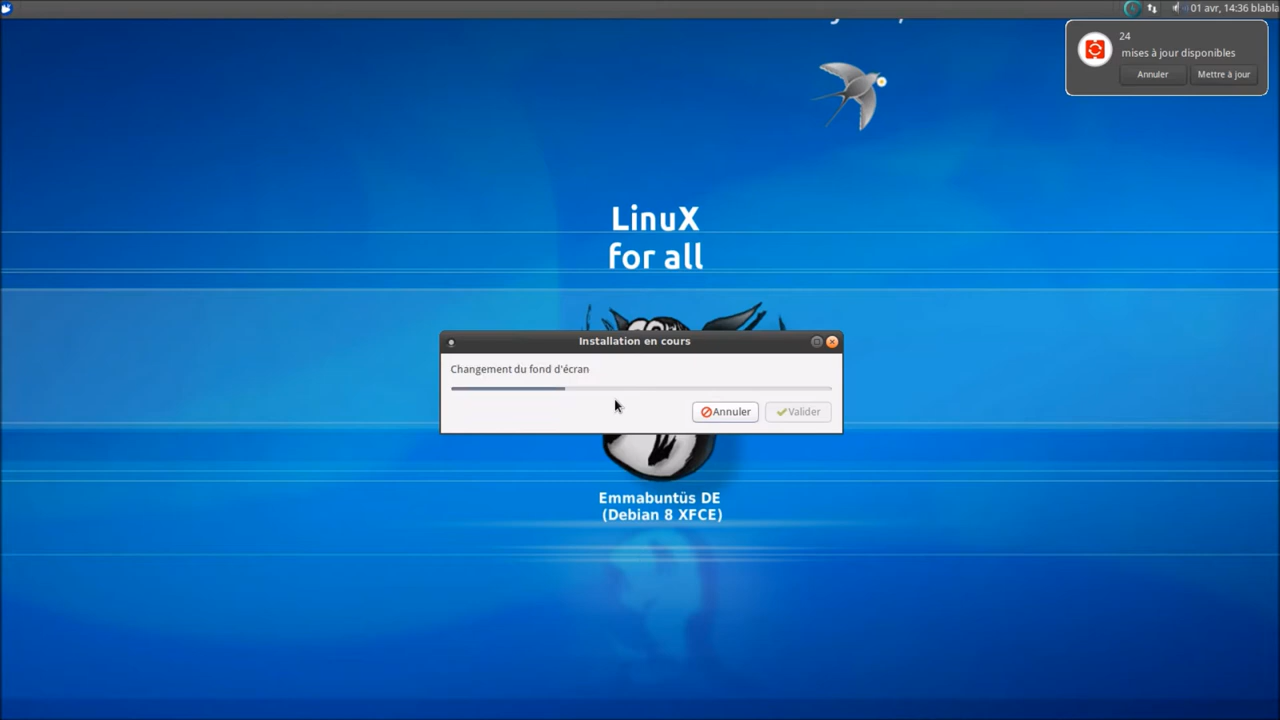 01 avr, 14:36 blabla
24
mises à jour disponibles
Annuler
Mettre à jour
LinuX
for all
Installation en cours
Changement du fond d'écran
Annuler
Valider
Emmabuntüs DE
(Debian 8 XFCE)